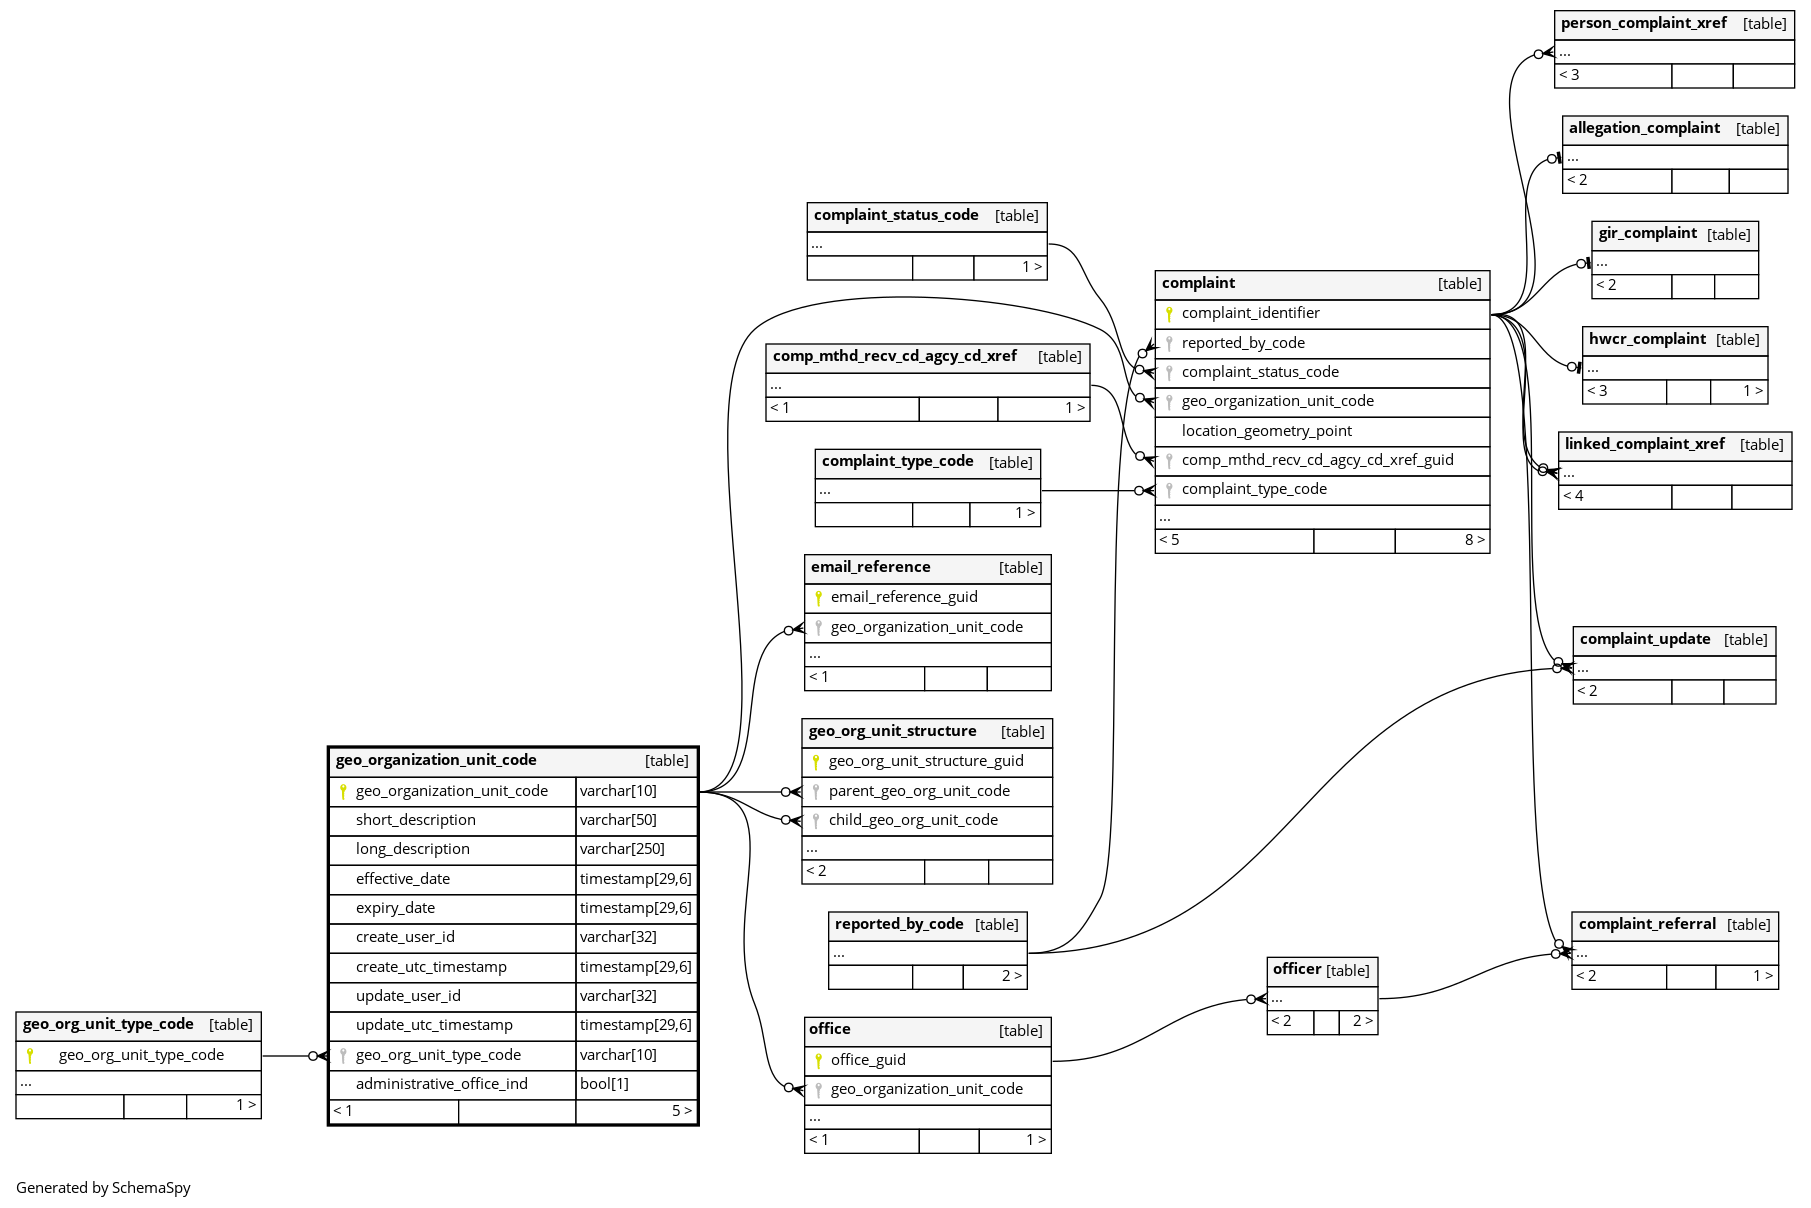 person_complaint_xref [table]
...
< 3
allegation_complaint [table]
...
< 2
gir_complaint [table]
...
< 2
hwcr_complaint [table]
...
< 3 1 >
linked_complaint_xref [table]
...
< 4
complaint_update [table]
...
< 2
complaint_referral [table]
...
< 2 1 >
complaint [table]
complaint_identifier
reported_by_code
complaint_status_code
geo_organization_unit_code
location_geometry_point
comp_mthd_recv_cd_agcy_cd_xref_guid
complaint_type_code
...
< 5 8 >
officer [table]
...
< 2 2 >
complaint_status_code [table]
...
1 >
comp_mthd_recv_cd_agcy_cd_xref [table]
...
< 1 1 >
complaint_type_code [table]
...
1 >
email_reference [table]
email_reference_guid
geo_organization_unit_code
...
< 1
geo_org_unit_structure [table]
geo_org_unit_structure_guid
parent_geo_org_unit_code
child_geo_org_unit_code
...
< 2
reported_by_code [table]
...
2 >
office [table]
office_guid
geo_organization_unit_code
...
< 1 1 >
geo_organization_unit_code [table]
geo_organization_unit_code varchar[10]
short_description varchar[50]
long_description varchar[250]
effective_date timestamp[29,6]
expiry_date timestamp[29,6]
create_user_id varchar[32]
create_utc_timestamp timestamp[29,6]
update_user_id varchar[32]
update_utc_timestamp timestamp[29,6]
geo_org_unit_type_code varchar[10]
administrative_office_ind bool[1]
< 1 5 >
geo_org_unit_type_code [table]
geo_org_unit_type_code
...
1 >
Generated by SchemaSpy